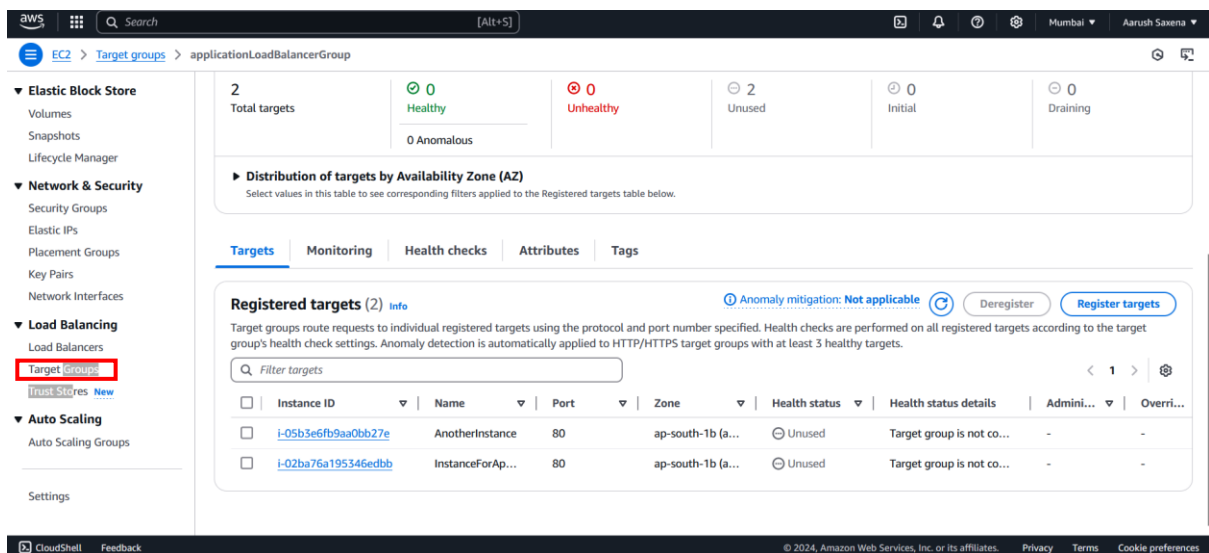 aws Search [Alt+S] Mumbai Aarush Saxena
EC2 > Target groups > applicationLoadBalancerGroup
Elastic Block Store
Volumes
Snapshots
Lifecycle Manager
Network & Security
Security Groups
Elastic IPs
Placement Groups
Key Pairs
Network Interfaces
Load Balancing
Load Balancers
Target Groups
Trust Stores New
Auto Scaling
Auto Scaling Groups
Settings
2 0 0 2 0 0
Total targets Healthy Unhealthy Unused Initial Draining
0 Anomalous
Distribution of targets by Availability Zone (AZ)
Select values in this table to see corresponding filters applied to the Registered targets table below.
Targets Monitoring Health checks Attributes Tags
Registered targets (2) Info Anomaly mitigation: Not applicable Deregister Register targets
Target groups route requests to individual registered targets using the protocol and port number specified. Health checks are performed on all registered targets according to the target
group's health check settings. Anomaly detection is automatically applied to HTTP/HTTPS target groups with at least 3 healthy targets.
Filter targets < 1 >
Instance ID Name Port Zone Health status Health status details Admini... Overri...
i-05b3e6fb9aa0bb27e AnotherInstance 80 ap-south-1b (a... Unused Target group is not co... - -
i-02ba76a195346edbb InstanceForAp... 80 ap-south-1b (a... Unused Target group is not co... - -
CloudShell Feedback © 2024, Amazon Web Services, Inc. or its affiliates. Privacy Terms Cookie preferences